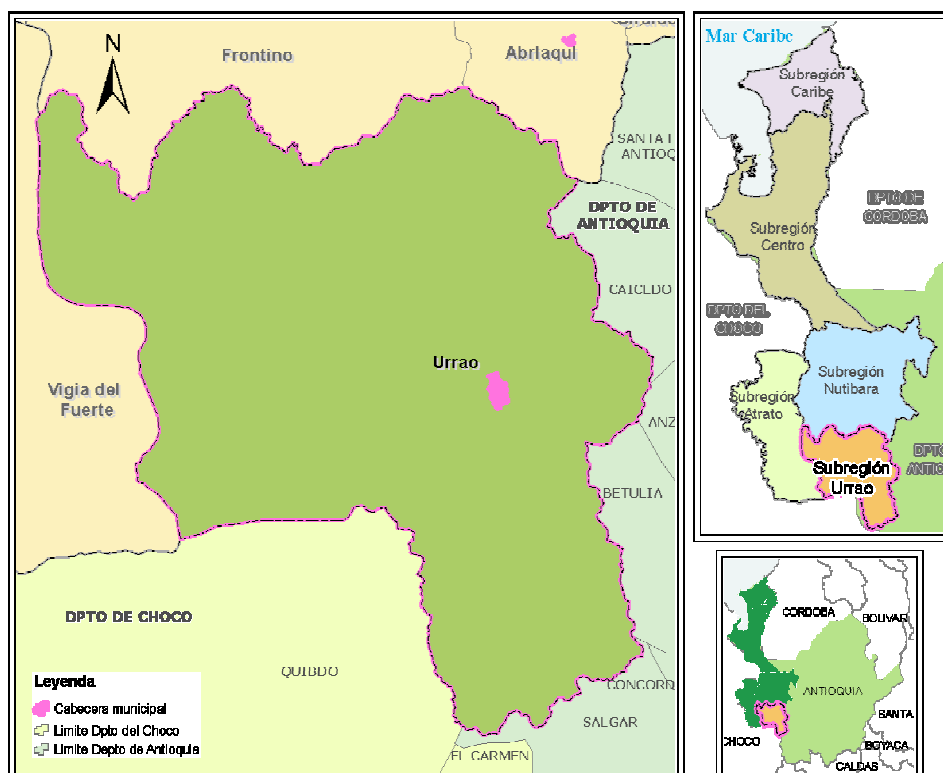 N
Frontino
Abriaqui
SANTA F
ANTIOQ
DPTO DE
ANTIOQUIA
CAICEDO
Urrao
Vigia del
Fuerte
ANZ
BETULIA
DPTO DE CHOCO
QUIBDO
CONCORD
SALGAR
EL CARMEN
Leyenda
Cabecera municipal
Limite Dpto del Choco
Limite Depto de Antioquia
Mar Caribe
Subregión
Caribe
DPTO DE
CORDOBA
Subregión
Centro
DPTO DEL
CHOCO
Subregión
Nutibara
Subregión
Atrato
DPTO
ANTIOQ
Subregión
Urrao
CORDOBA
BOLIVAR
ANTIOQUIA
SANTA
CHOCO
BOYACA
CALDAS